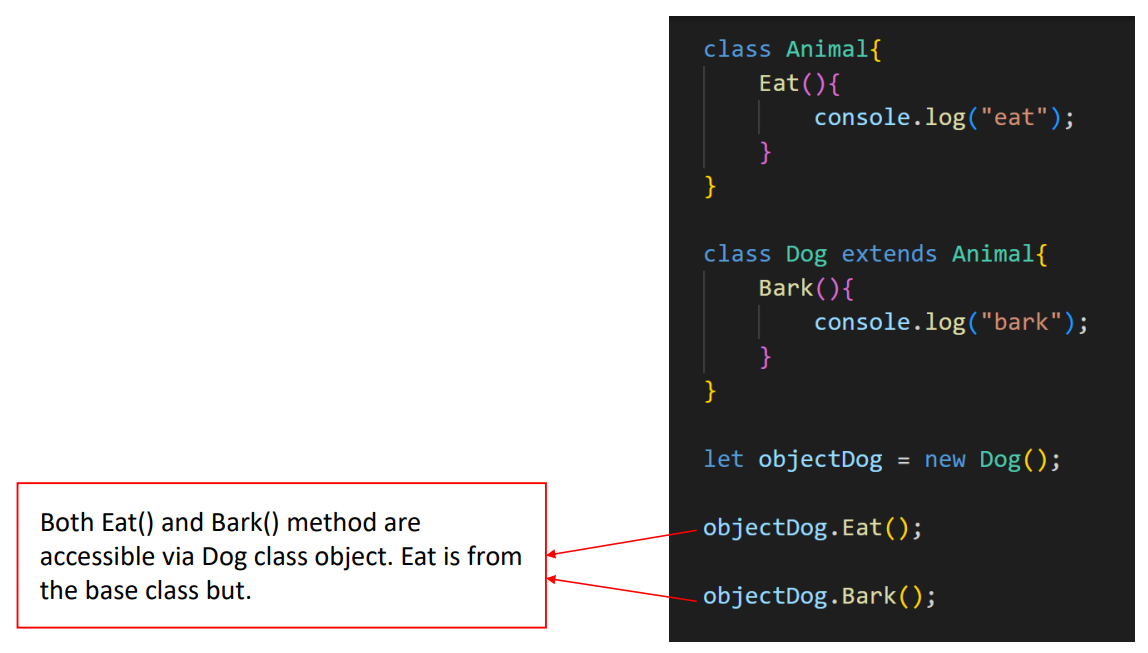 class Animal{
Eat(){
console.log("eat");
}
}
class Dog extends Animal{
Bark(){
console.log("bark");
}
}
let objectDog = new Dog();
objectDog.Eat();
objectDog.Bark();
Both Eat() and Bark() method are
accessible via Dog class object. Eat is from
the base class but.